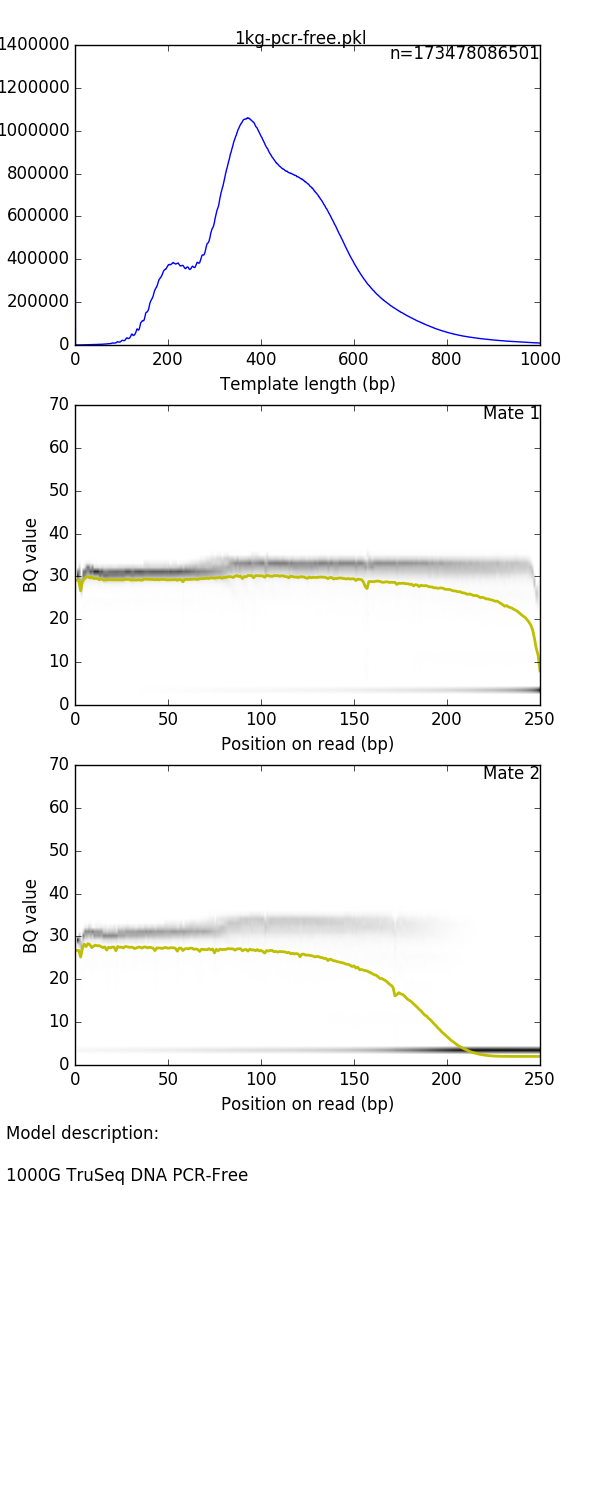 1kg-pcr-free.pkl
n=173478086501
1400000
1200000
1000000
800000
600000
400000
200000
0
0 200 400 600 800 1000
Template length (bp)
Mate 1
70
60
50
40
30
20
10
0
BQ value
0 50 100 150 200 250
Position on read (bp)
Mate 2
70
60
50
40
30
20
10
0
BQ value
0 50 100 150 200 250
Position on read (bp)
Model description:
1000G TruSeq DNA PCR-Free